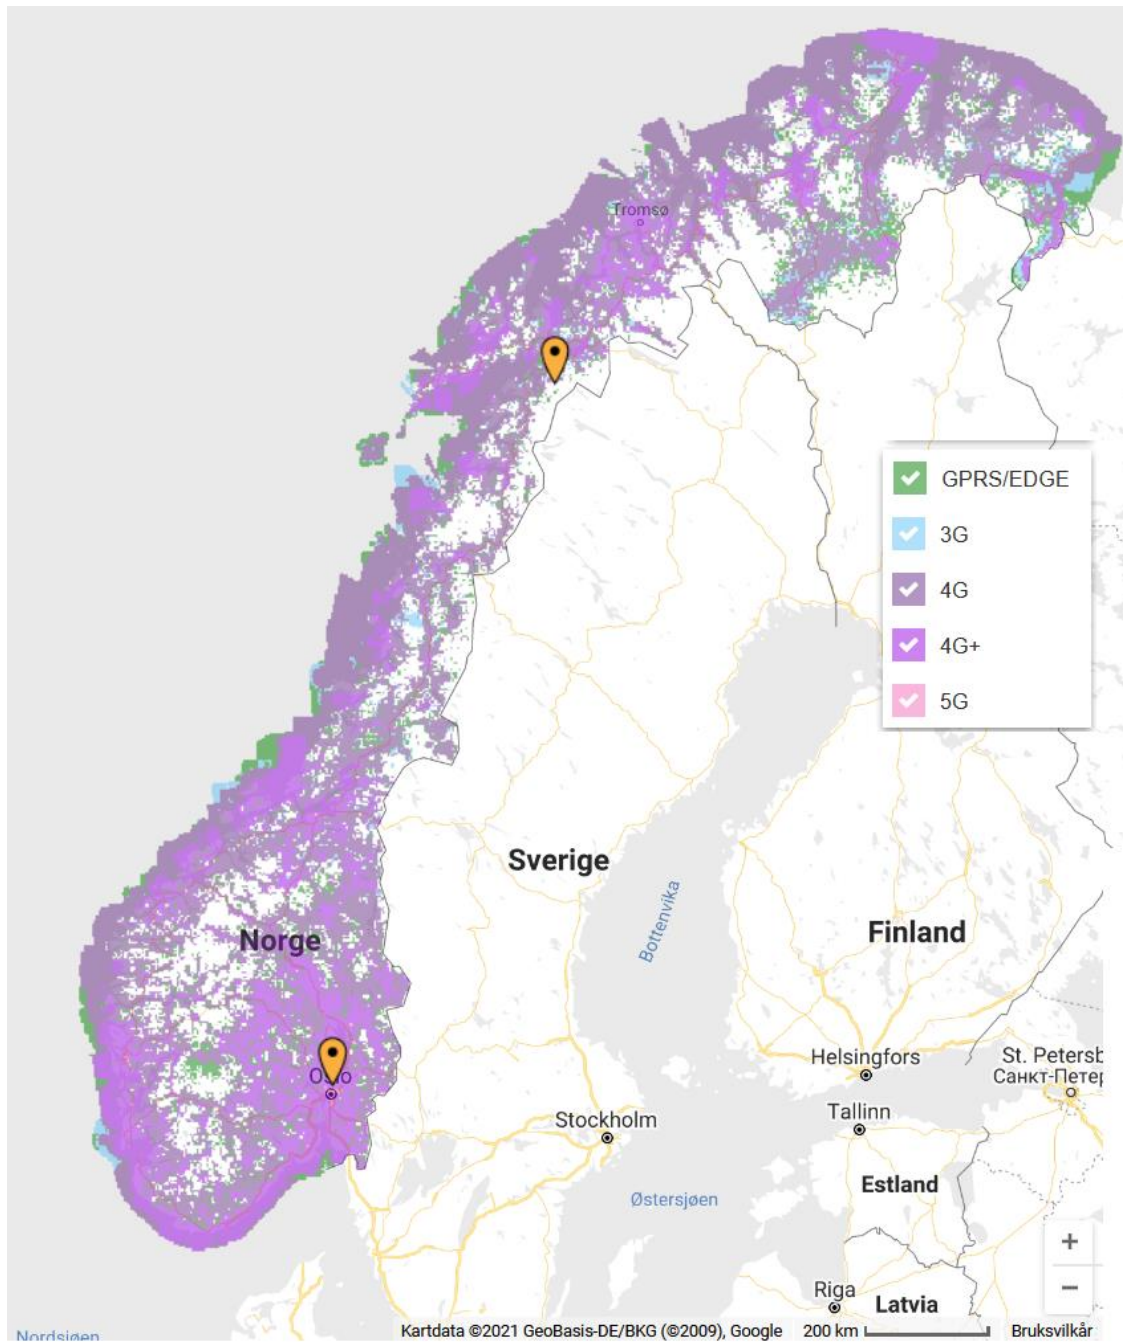 Tromsø
GPRS/EDGE
3G
4G
4G+
5G
Sverige
Bottenvika
Norge
Finland
Oslo
Helsingfors
St. Petersb
Санкт-Петер
Tallinn
Stockholm
Estland
Østersjøen
+
−
Riga
Latvia
Nordsjøen
Kartdata ©2021 GeoBasis-DE/BKG (©2009), Google 200 km Bruksvilkår